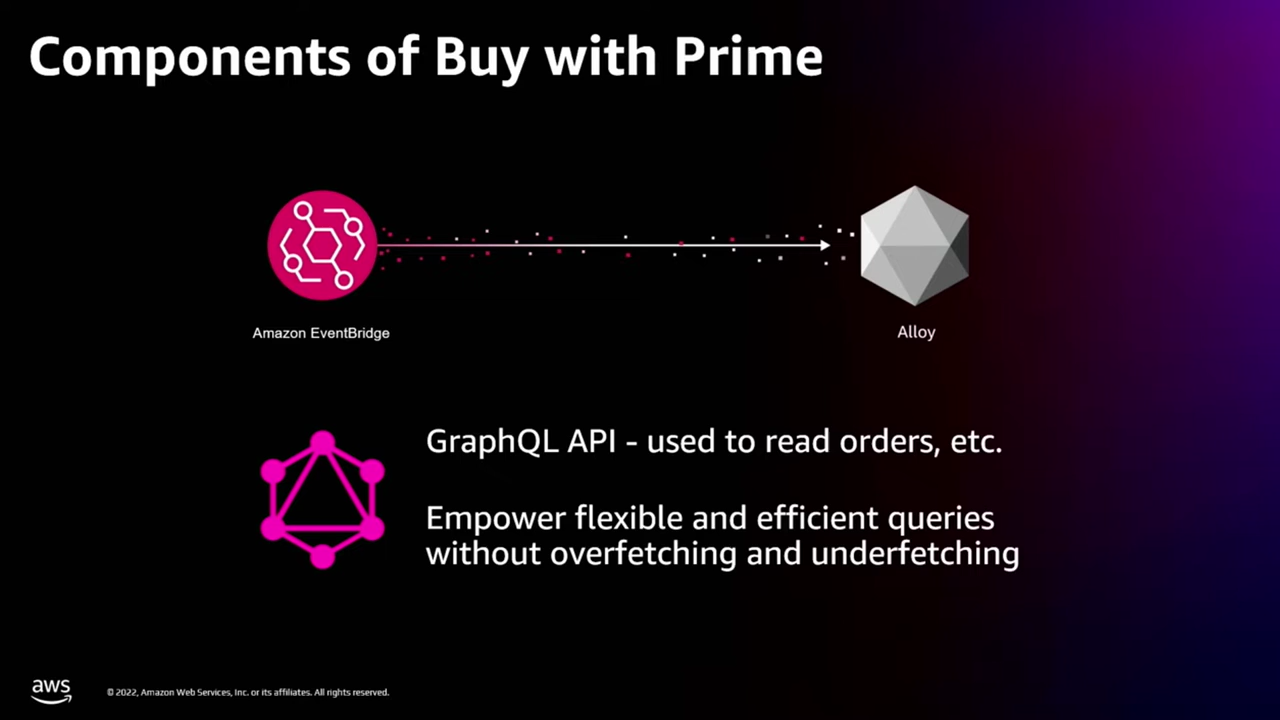 Components of Buy with Prime
Amazon EventBridge
Alloy
GraphQL API - used to read orders, etc.
Empower flexible and efficient queries
without overfetching and underfetching
aws
© 2022, Amazon Web Services, Inc. or its affiliates. All rights reserved.